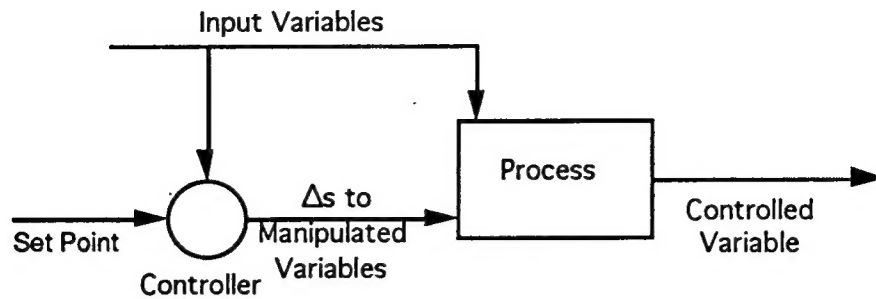 Input Variables
Process
Δs to
Manipulated
Variables
Set Point
Controller
Controlled
Variable